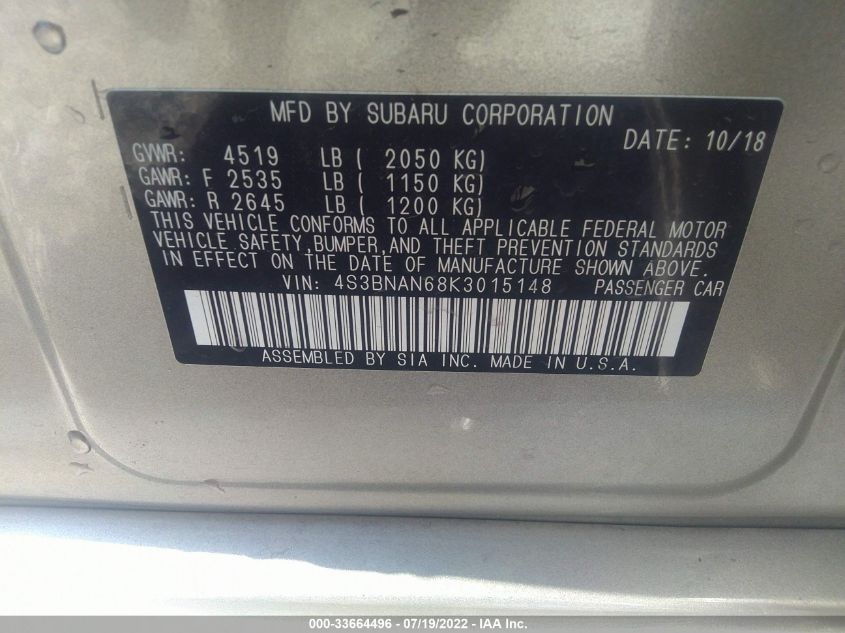 MFD BY SUBARU CORPORATION
DATE: 10/18
GVWR: 4519 LB ( 2050 KG)
GAWR: F 2535 LB ( 1150 KG)
GAWR: R 2645 LB ( 1200 KG)
THIS VEHICLE CONFORMS TO ALL APPLICABLE FEDERAL MOTOR
VEHICLE SAFETY, BUMPER, AND THEFT PREVENTION STANDARDS
IN EFFECT ON THE DATE OF MANUFACTURE SHOWN ABOVE.
VIN: 4S3BNAN68K3015148 PASSENGER CAR
ASSEMBLED BY SIA INC. MADE IN U.S.A.
000-33664496 - 07/19/2022 - IAA Inc.